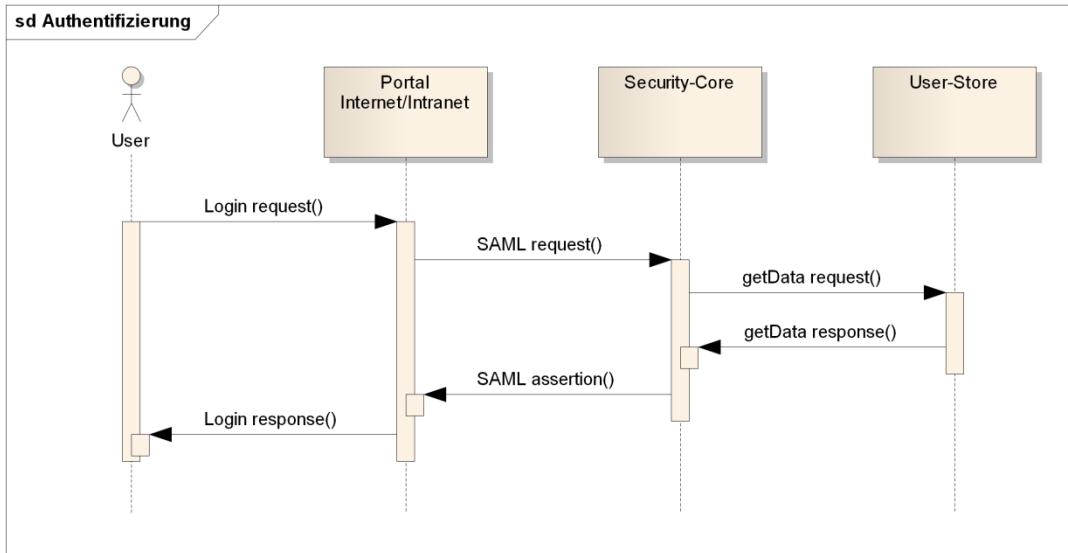 sd Authentifizierung
User
Portal
Internet/Intranet
Security-Core
User-Store
Login request()
SAML request()
getData request()
getData response()
SAML assertion()
Login response()